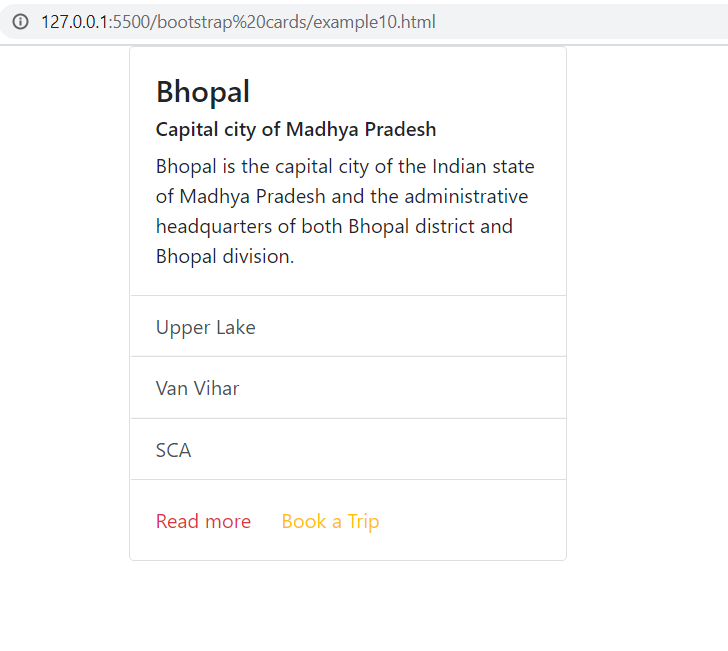 127.0.0.1:5500/bootstrap%20cards/example10.html
Bhopal
Capital city of Madhya Pradesh
Bhopal is the capital city of the Indian state
of Madhya Pradesh and the administrative
headquarters of both Bhopal district and
Bhopal division.
Upper Lake
Van Vihar
SCA
Read more Book a Trip